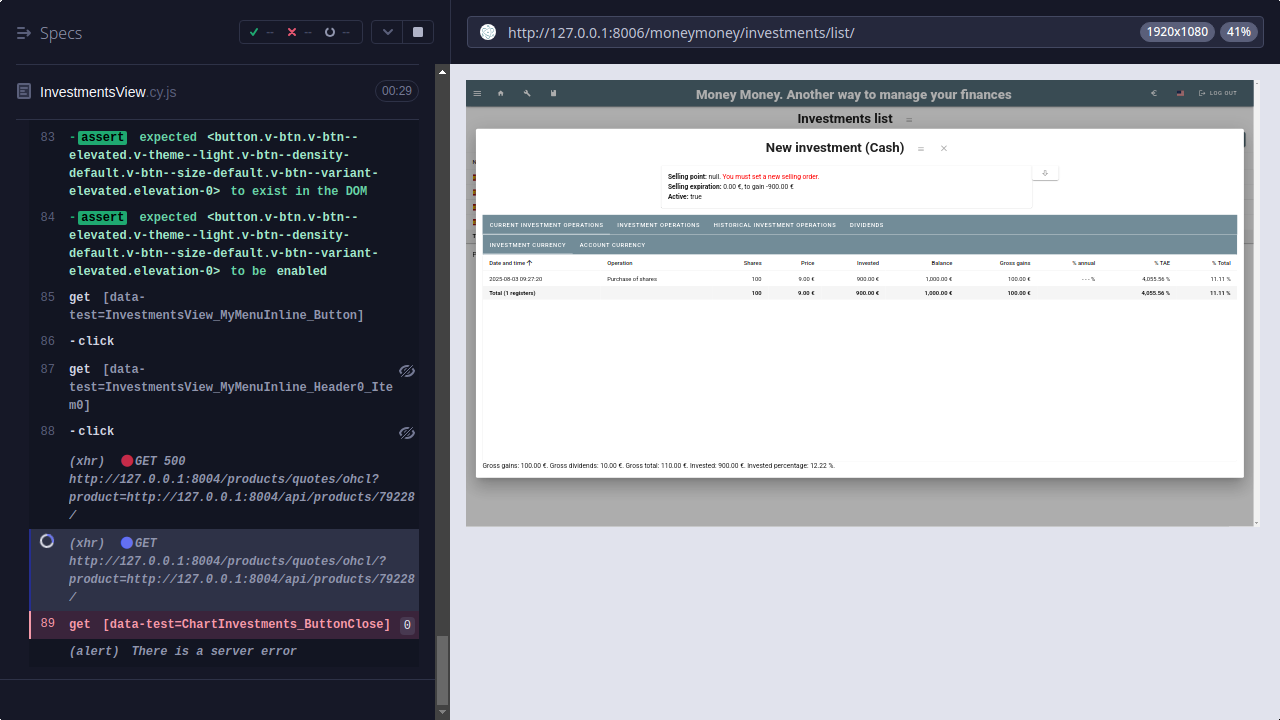 Specs
--
--
--
http://127.0.0.1:8006/moneymoney/investments/list/
1920x1080
41%
InvestmentsView.cy.js
00:29
83
-assert expected <button.v-btn.v-btn--
elevated.v-theme--light.v-btn--density-
default.v-btn--size-default.v-btn--variant-
elevated.elevation-0> to exist in the DOM
84
-assert expected <button.v-btn.v-btn--
elevated.v-theme--light.v-btn--density-
default.v-btn--size-default.v-btn--variant-
elevated.elevation-0> to be enabled
85
get [data-
test=InvestmentsView_MyMenuInline_Button]
86
-click
87
get [data-
test=InvestmentsView_MyMenuInline_Header0_Ite
m0]
88
-click
(xhr) GET 500
http://127.0.0.1:8004/products/quotes/ohcl?
product=http://127.0.0.1:8004/api/products/79228
/
(xhr) GET
http://127.0.0.1:8004/products/quotes/ohcl/?
product=http://127.0.0.1:8004/api/products/79228
/
89
get [data-test=ChartInvestments_ButtonClose] 0
(alert) There is a server error
Money Money. Another way to manage your finances
€
LOG OUT
Investments list
New investment (Cash)
Selling point: null. You must set a new selling order.
Selling expiration: 0.00 €, to gain -900.00 €
Active: true
CURRENT INVESTMENT OPERATIONS INVESTMENT OPERATIONS HISTORICAL INVESTMENT OPERATIONS DIVIDENDS
INVESTMENT CURRENCY ACCOUNT CURRENCY
Date and time Operation Shares Price Invested Balance Gross gains % annual % TAE % Total
2025-08-03 09:27:20 Purchase of shares 100 9.00 € 900.00 € 1,000.00 € 100.00 € --- % 4,055.56 % 11.11 %
Total (1 registers) 100 9.00 € 900.00 € 1,000.00 € 100.00 € 4,055.56 % 11.11 %
Gross gains: 100.00 €. Gross dividends: 10.00 €. Gross total: 110.00 €. Invested: 900.00 €. Invested percentage: 12.22 %.